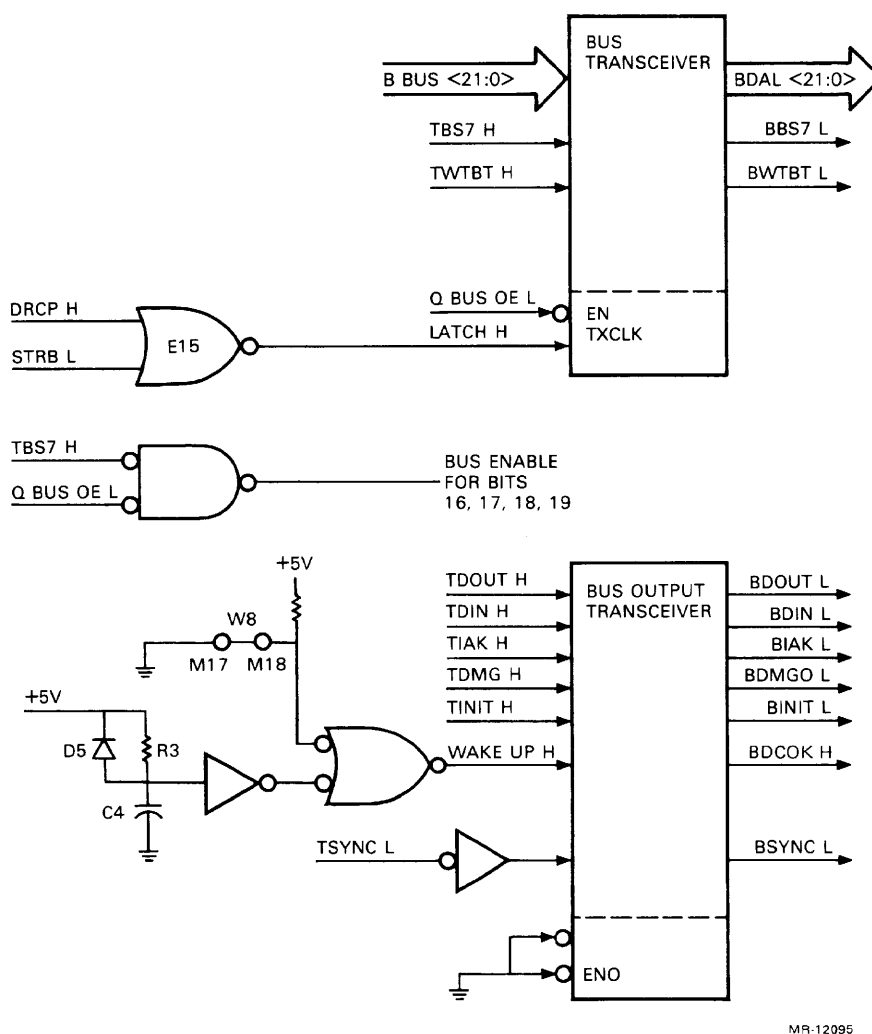 BUS
TRANSCEIVER
B BUS <21:0>
BDAL <21:0>
TBS7 H
BBS7 L
TWTBT H
BWTBT L
DRCP H
STRB L
E15
Q BUS OE L
LATCH H
EN
TXCLK
TBS7 H
Q BUS OE L
BUS ENABLE
FOR BITS
16, 17, 18, 19
+5V
W8
M17 M18
+5V
D5
R3
C4
TDOUT H
TDIN H
TIAK H
TDMG H
TINIT H
WAKE UP H
TSYNC L
BUS OUTPUT
TRANSCEIVER
BDOUT L
BDIN L
BIAK L
BDMGO L
BINIT L
BDCOK H
BSYNC L
ENO
MR-12095